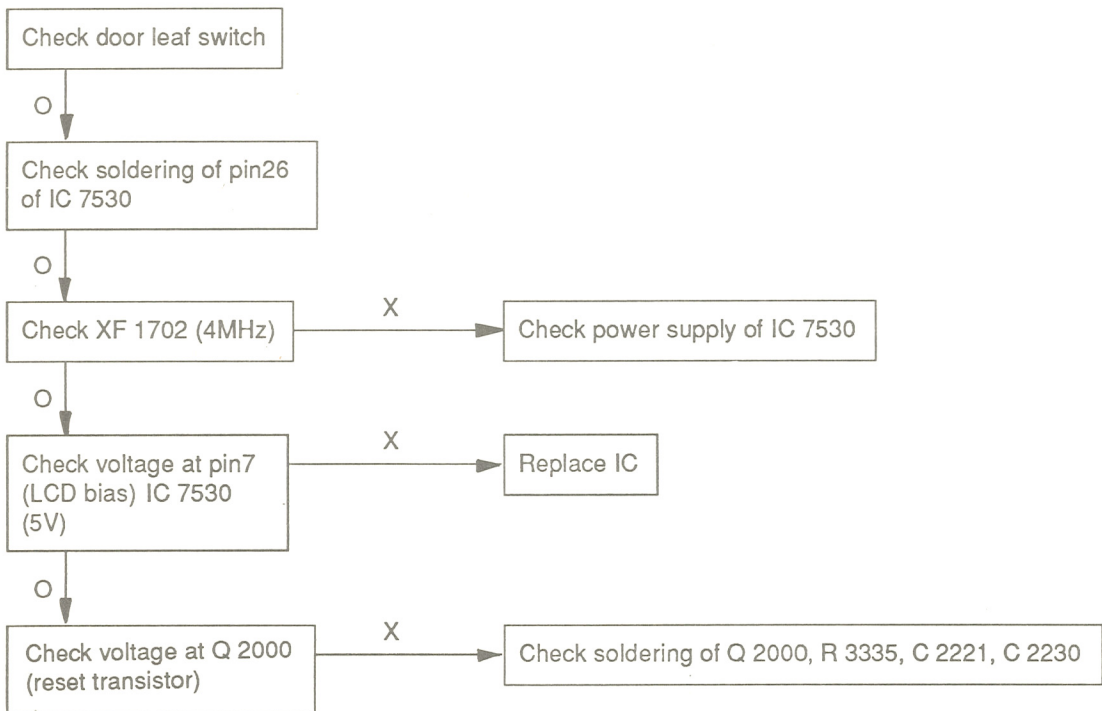 Check door leaf switch
O
Check soldering of pin26
of IC 7530
O
Check XF 1702 (4MHz)
X
Check power supply of IC 7530
O
Check voltage at pin7
(LCD bias) IC 7530
(5V)
X
Replace IC
O
Check voltage at Q 2000
(reset transistor)
X
Check soldering of Q 2000, R 3335, C 2221, C 2230